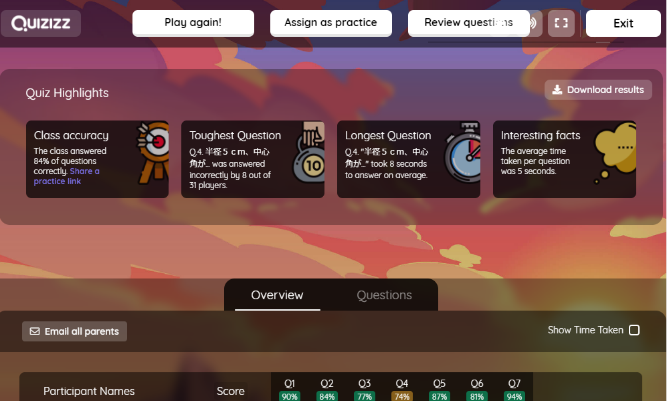 QUIZIZZ
Play again!
Assign as practice
Review questions
Exit
Quiz Highlights
Download results
Class accuracy
The class answered
84% of questions
correctly. Share a
practice link
Toughest Question
Q.4. 半径５ｃｍ、中心
角が... was answered
incorrectly by 8 out of
31 players.
Longest Question
Q.4. "半径５ｃｍ、中心
角が..." took 8 seconds
to answer on average.
Interesting facts
The average time
taken per question
was 5 seconds.
10
Overview
Questions
Email all parents
Show Time Taken
Participant Names
Score
Q1 Q2 Q3 Q4 Q5 Q6 Q7
90% 84% 77% 74% 87% 81% 94%